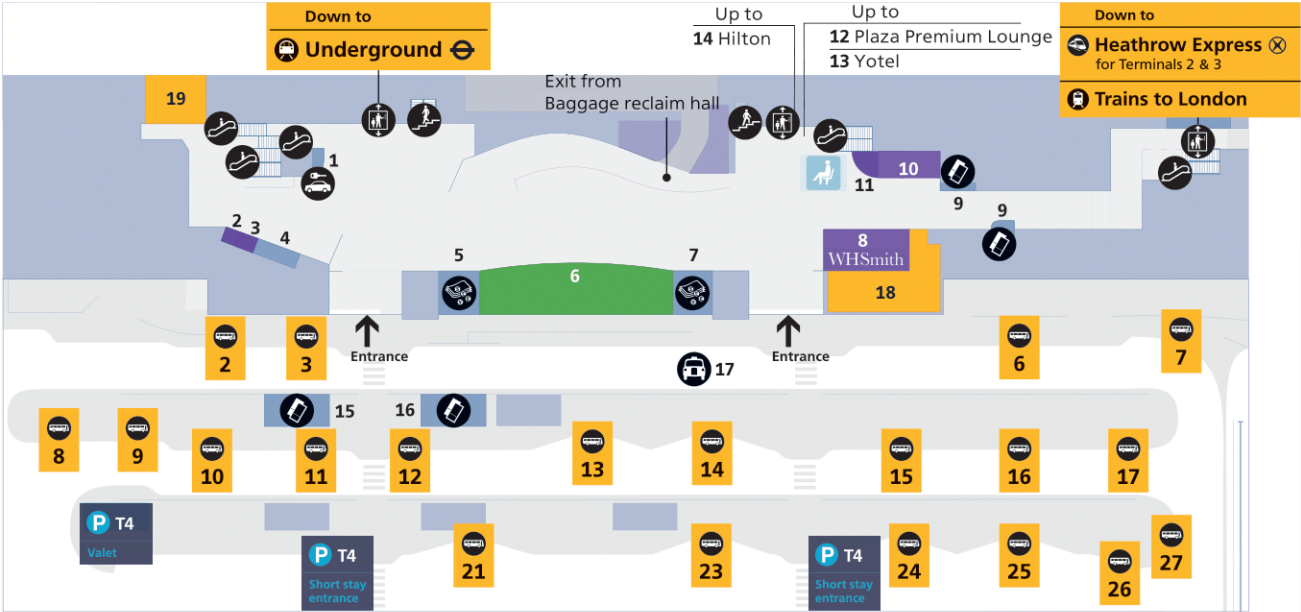 Down to
Underground
Up to
14 Hilton
Up to
12 Plaza Premium Lounge
13 Yotel
Down to
Heathrow Express
for Terminals 2 & 3
Trains to London
Exit from
Baggage reclaim hall
19
1
10
11
9
9
2
3
4
5
6
7
8
WHSmith
18
2
3
Entrance
17
Entrance
6
7
15
16
8
9
10
11
12
13
14
15
16
17
P T4
Valet
P T4
Short stay
entrance
21
23
P T4
Short stay
entrance
24
25
26
27